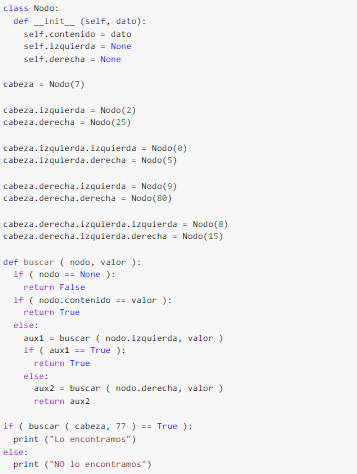 class Nodo:
  def __init__ (self, dato):
    self.contenido = dato
    self.izquierda = None
    self.derecha = None

cabeza = Nodo(7)

cabeza.izquierda = Nodo(2)
cabeza.derecha = Nodo(25)

cabeza.izquierda.izquierda = Nodo(0)
cabeza.izquierda.derecha = Nodo(5)

cabeza.derecha.izquierda = Nodo(9)
cabeza.derecha.derecha = Nodo(80)

cabeza.derecha.izquierda.izquierda = Nodo(8)
cabeza.derecha.izquierda.derecha = Nodo(15)

def buscar ( nodo, valor ):
  if ( nodo == None ):
    return False
  if ( nodo.contenido == valor ):
    return True
  else:
    aux1 = buscar ( nodo.izquierda, valor )
    if ( aux1 == True ):
      return True
    else:
      aux2 = buscar ( nodo.derecha, valor )
      return aux2

if ( buscar ( cabeza, 77 ) == True ):
  print ("Lo encontramos")
else:
  print ("NO lo encontramos")